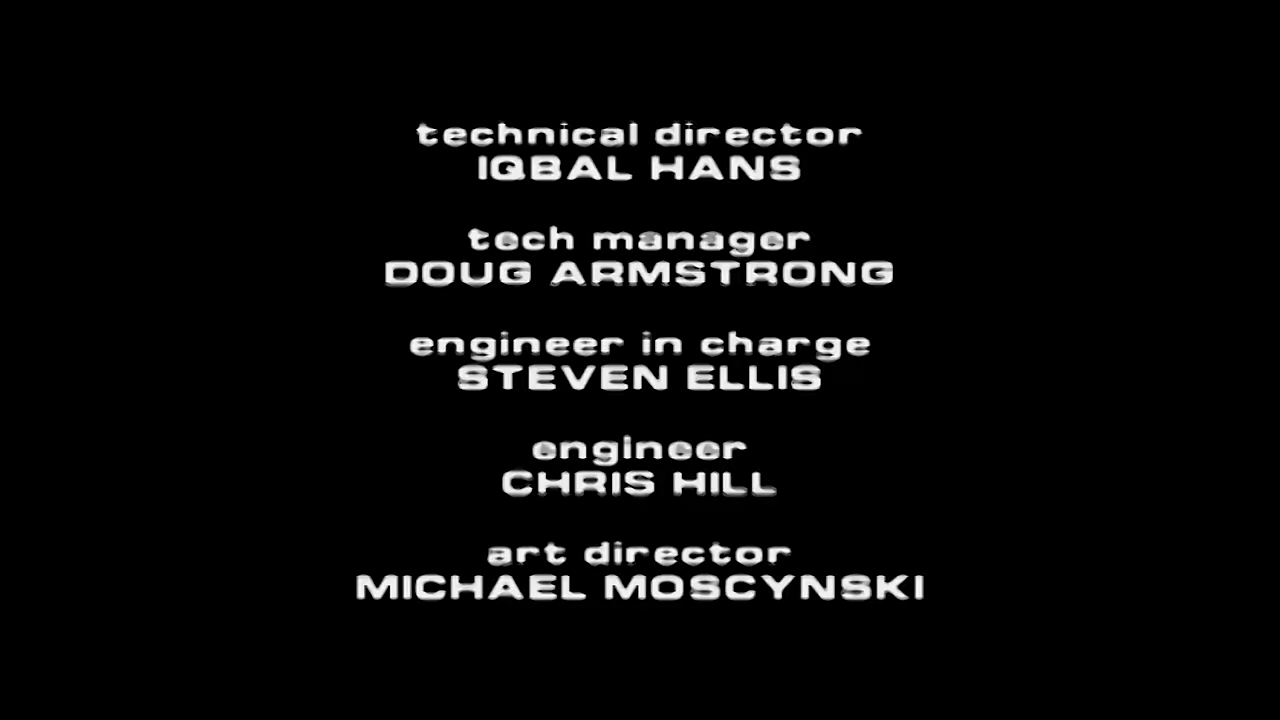 technical director
IQBAL HANS
tech manager
DOUG ARMSTRONG
engineer in charge
STEVEN ELLIS
engineer
CHRIS HILL
art director
MICHAEL MOSCYNSKI